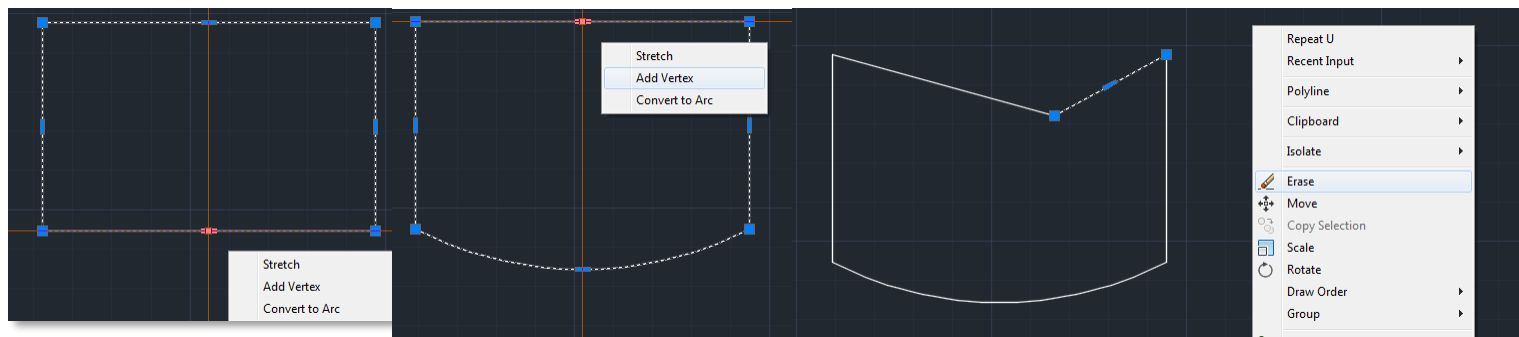 Stretch
Add Vertex
Convert to Arc
Stretch
Add Vertex
Convert to Arc
Repeat U
Recent Input
Polyline
Clipboard
Isolate
Erase
Move
Copy Selection
Scale
Rotate
Draw Order
Group